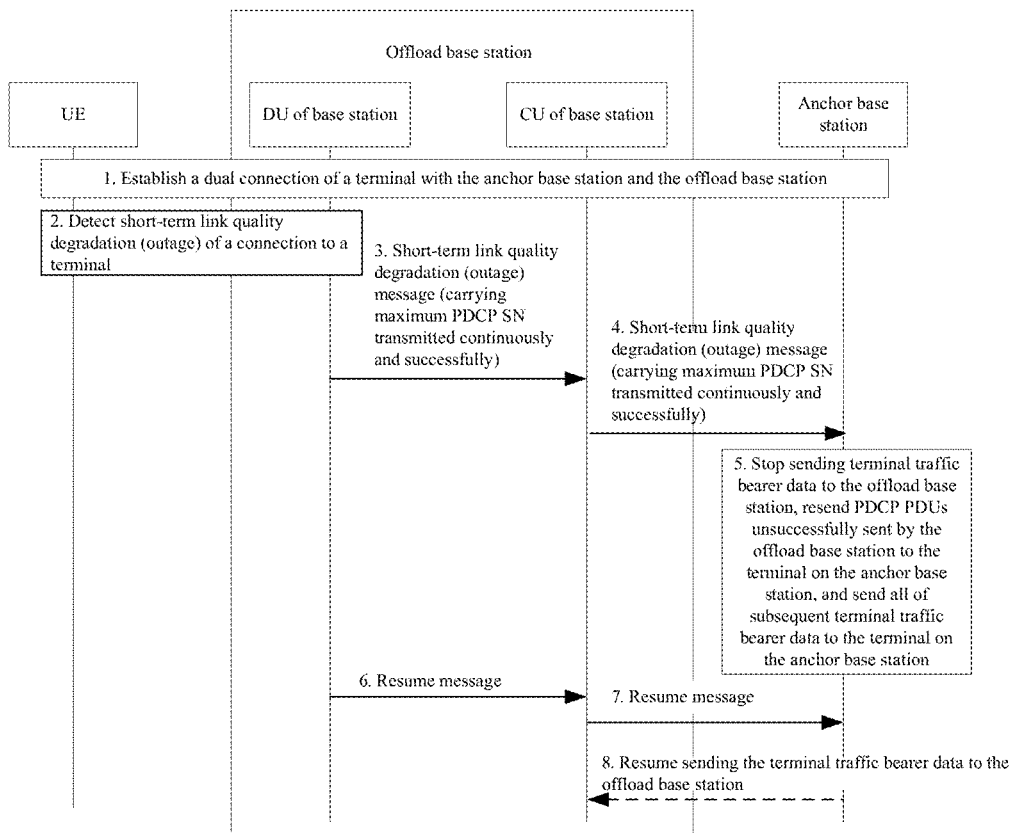 Offload base station
UE
DU of base station
CU of base station
Anchor base
station
1. Establish a dual connection of a terminal with the anchor base station and the offload base station
2. Detect short-term link quality
degradation (outage) of a connection to a
terminal
3. Short-term link quality
degradation (outage)
message (carrying
maximum PDCP SN
transmitted continuously
and successfully)
4. Short-term link quality
degradation (outage) message
(carrying maximum PDCP SN
transmitted continuously and
successfully)
5. Stop sending terminal traffic
bearer data to the offload base
station, resend PDCP PDUs
unsuccessfully sent by the
offload base station to the
terminal on the anchor base
station, and send all of
subsequent terminal traffic
bearer data to the terminal on
the anchor base station
6. Resume message
7. Resume message
8. Resume sending the terminal traffic bearer data to the
offload base station